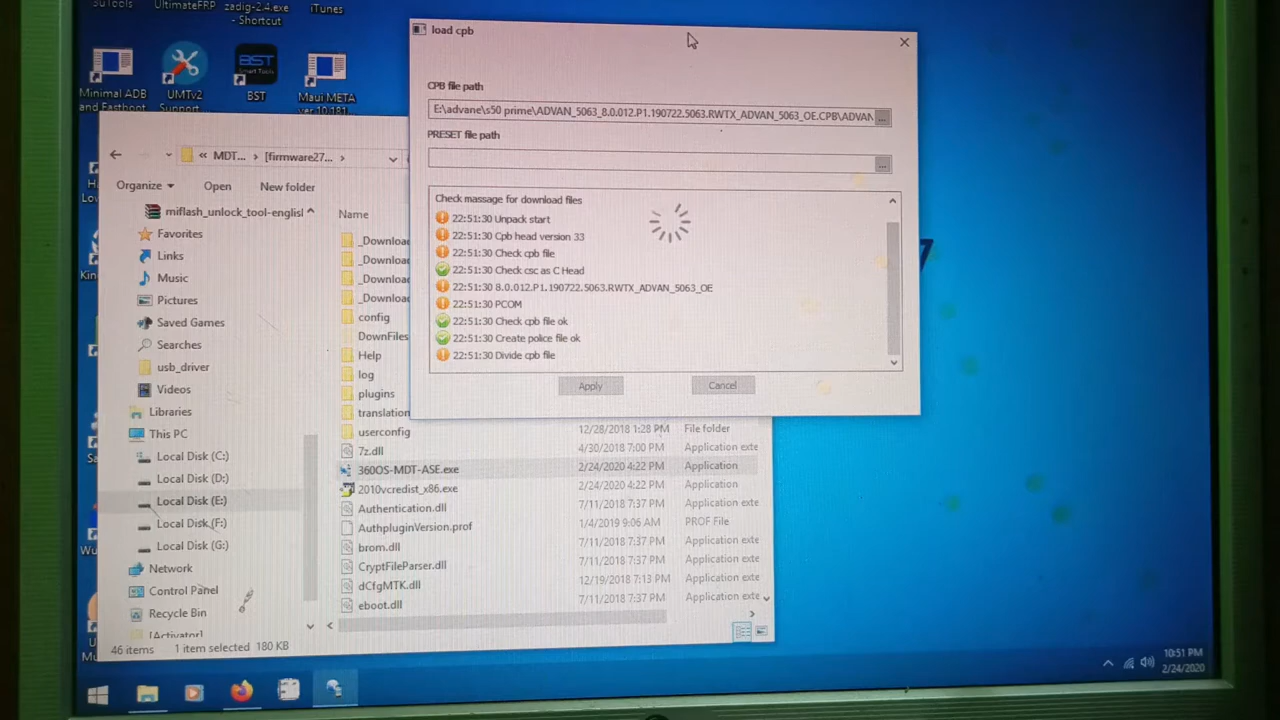 UltimateFRP
zadig-2.4.exe
- Shortcut
iTunes
Minimal ADB
and Fastboot
UMTv2
Support
BST
Smart Tools
BST
Maui META
load cpb
CPB file path
E:\advane\s50 prime\ADVAN_5063_8.0.012.P1.190722.5063.RWTX_ADVAN_5063_OE.CPB\ADVAN
...
PRESET file path
...
Check massage for download files
22:51:30 Unpack start
22:51:30 Cpb head version 33
22:51:30 Check cpb file
22:51:30 Check csc as C Head
22:51:30 8.0.012.P1.190722.5063.RWTX_ADVAN_5063_OE
22:51:30 PCOM
22:51:30 Check cpb file ok
22:51:30 Create police file ok
22:51:30 Divide cpb file
Apply
Cancel
« MDT... > [firmware27... >
Organize
Open
New folder
miflash_unlock_tool-englisl
Favorites
Links
Music
Pictures
Saved Games
Searches
usb_driver
Videos
Libraries
This PC
Local Disk (C:)
Local Disk (D:)
Local Disk (E:)
Local Disk (F:)
Local Disk (G:)
Network
Control Panel
Recycle Bin
[Activator]
Name
_Download
_Download
_Download
_Download
config
DownFiles
Help
log
plugins
translation
userconfig 12/28/2018 1:28 PM File folder
7z.dll 4/30/2018 7:00 PM Application exte
360OS-MDT-ASE.exe 2/24/2020 4:22 PM Application
2010vcredist_x86.exe 2/24/2020 4:22 PM Application
Authentication.dll 7/11/2018 7:37 PM Application exte
AuthpluginVersion.prof 1/4/2019 9:06 AM PROF File
brom.dll 7/11/2018 7:37 PM Application exte
CryptFileParser.dll 7/11/2018 7:37 PM Application exte
dCfgMTK.dll 12/19/2018 7:13 PM Application exte
eboot.dll 7/11/2018 7:37 PM Application exte
46 items 1 item selected 180 KB
7
10:51 PM
2/24/2020